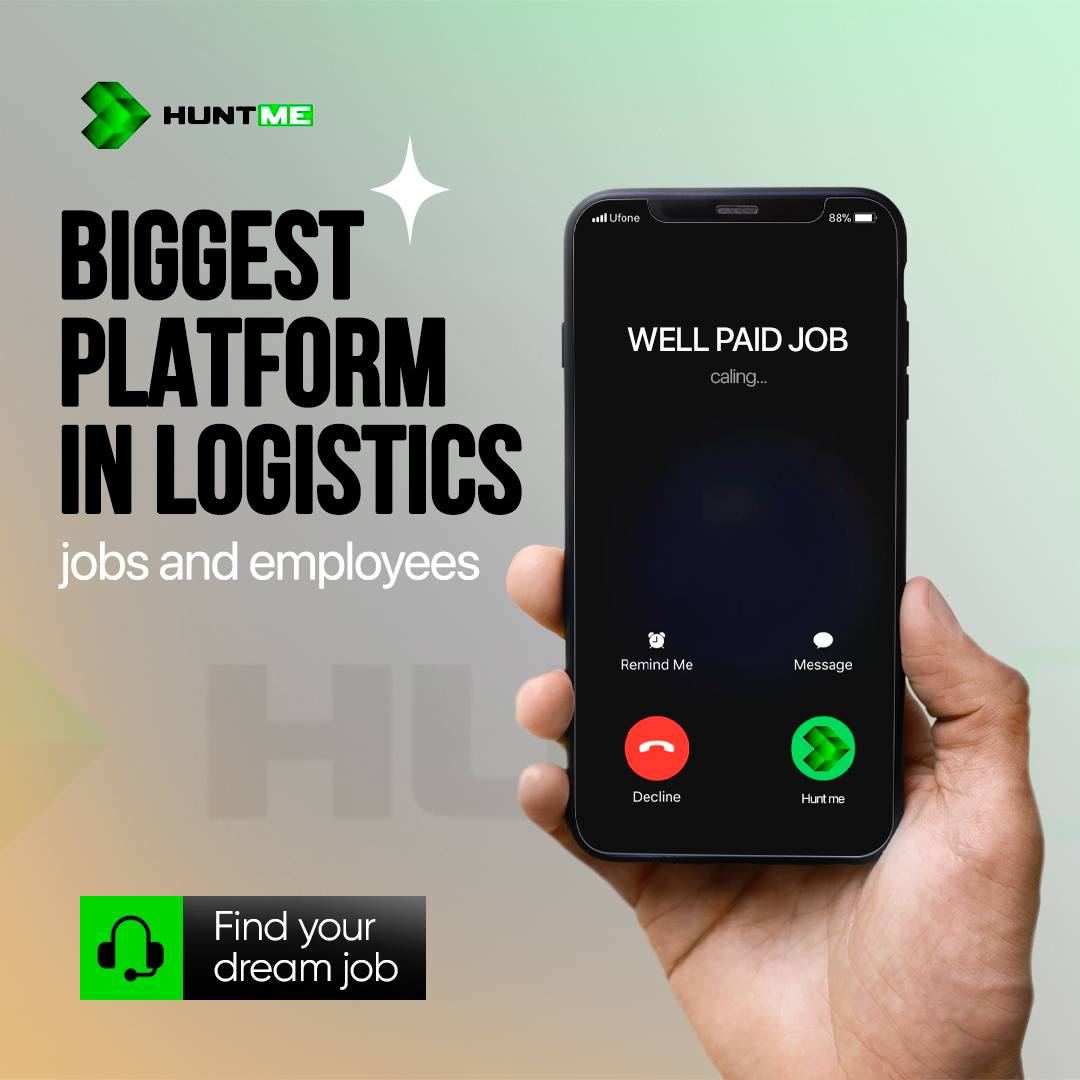 HUNTME
BIGGEST
PLATFORM
IN LOGISTICS
jobs and employees
Ufone
88%
WELL PAID JOB
caling...
Remind Me
Message
Decline
Hunt me
HU
Find your
dream job